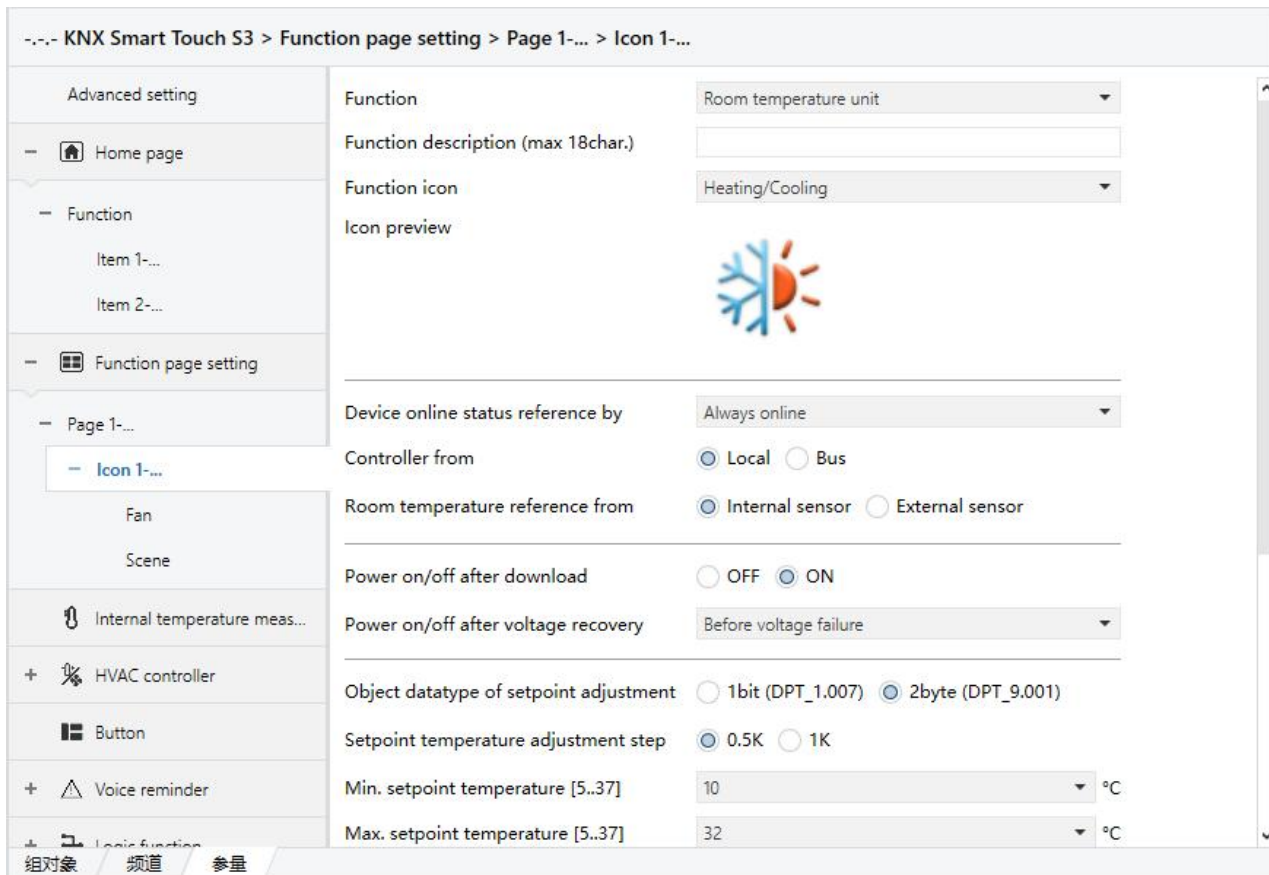 -.-.- KNX Smart Touch S3 > Function page setting > Page 1-... > Icon 1-...
Advanced setting
Home page
Function
Item 1-...
Item 2-...
Function page setting
Page 1-...
Icon 1-...
Fan
Scene
Internal temperature meas...
HVAC controller
Button
Voice reminder
Logic function
Function
Room temperature unit
Function description (max 18char.)
Function icon
Heating/Cooling
Icon preview
Device online status reference by
Always online
Controller from
Local
Bus
Room temperature reference from
Internal sensor
External sensor
Power on/off after download
OFF
ON
Power on/off after voltage recovery
Before voltage failure
Object datatype of setpoint adjustment
1bit (DPT_1.007)
2byte (DPT_9.001)
Setpoint temperature adjustment step
0.5K
1K
Min. setpoint temperature [5..37]
10
°C
Max. setpoint temperature [5..37]
32
°C
组对象
频道
参量